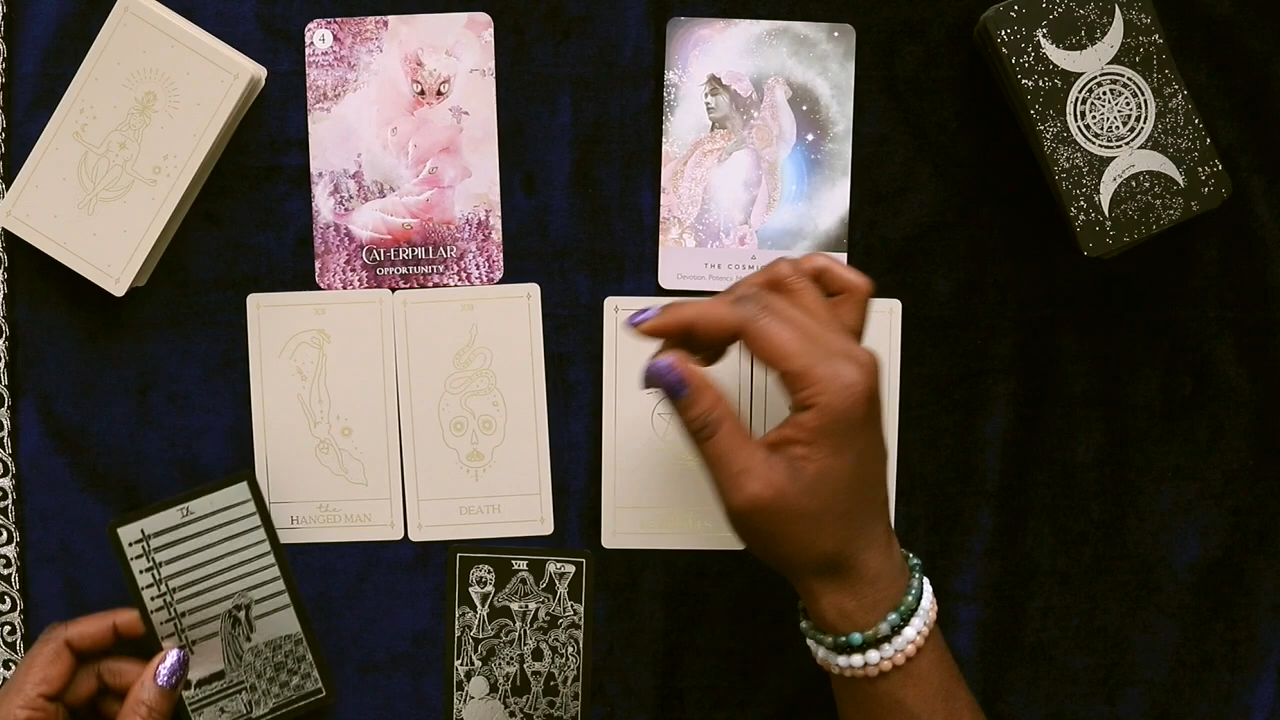 4
CAT-ERPILLAR
OPPORTUNITY
THE COSMIC
Devotion. Potency.
XII
XIII
the
HANGED MAN
DEATH
IX
VII